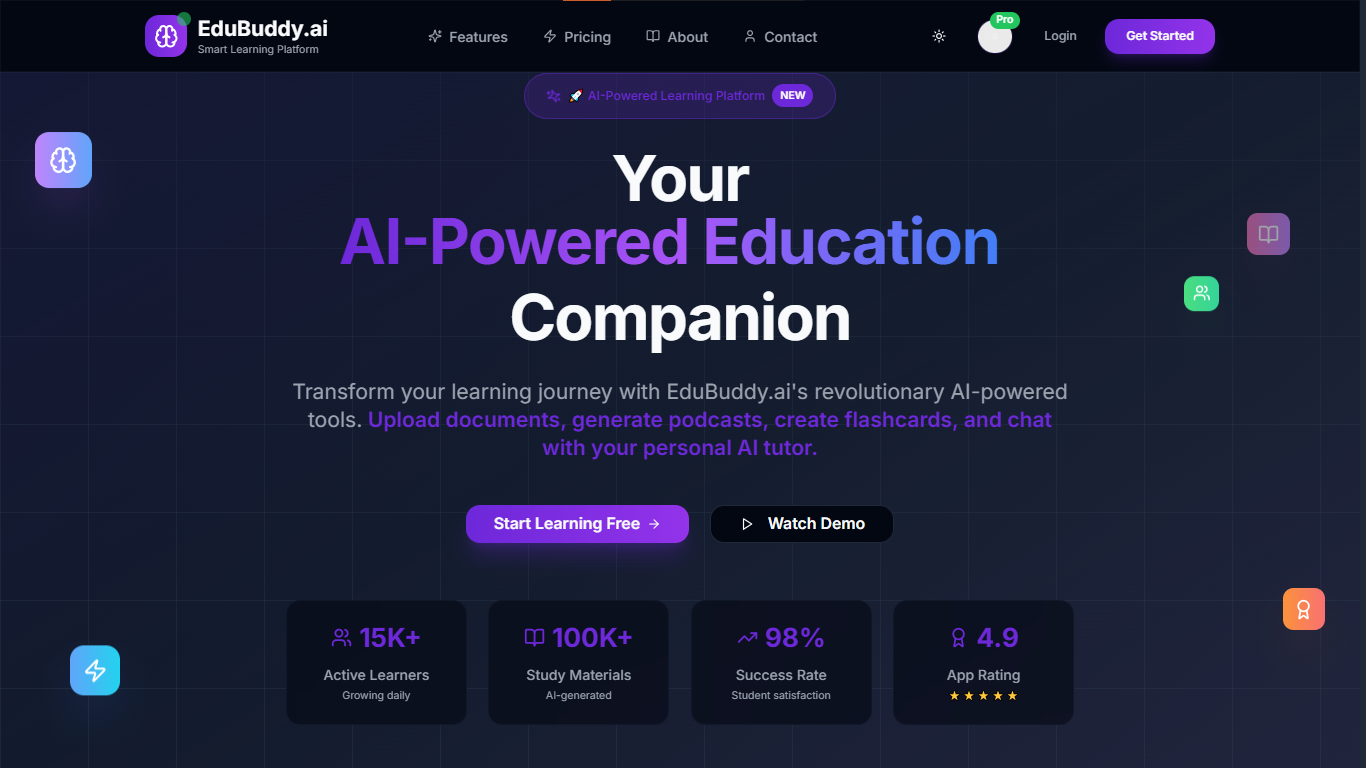 EduBuddy.ai
Smart Learning Platform
Features
Pricing
About
Contact
Pro
Login
Get Started
🚀 AI-Powered Learning Platform NEW
Your
AI-Powered Education
Companion
Transform your learning journey with EduBuddy.ai's revolutionary AI-powered
tools. Upload documents, generate podcasts, create flashcards, and chat
with your personal AI tutor.
Start Learning Free →
Watch Demo
15K+
Active Learners
Growing daily
100K+
Study Materials
AI-generated
98%
Success Rate
Student satisfaction
4.9
App Rating
★★★★★